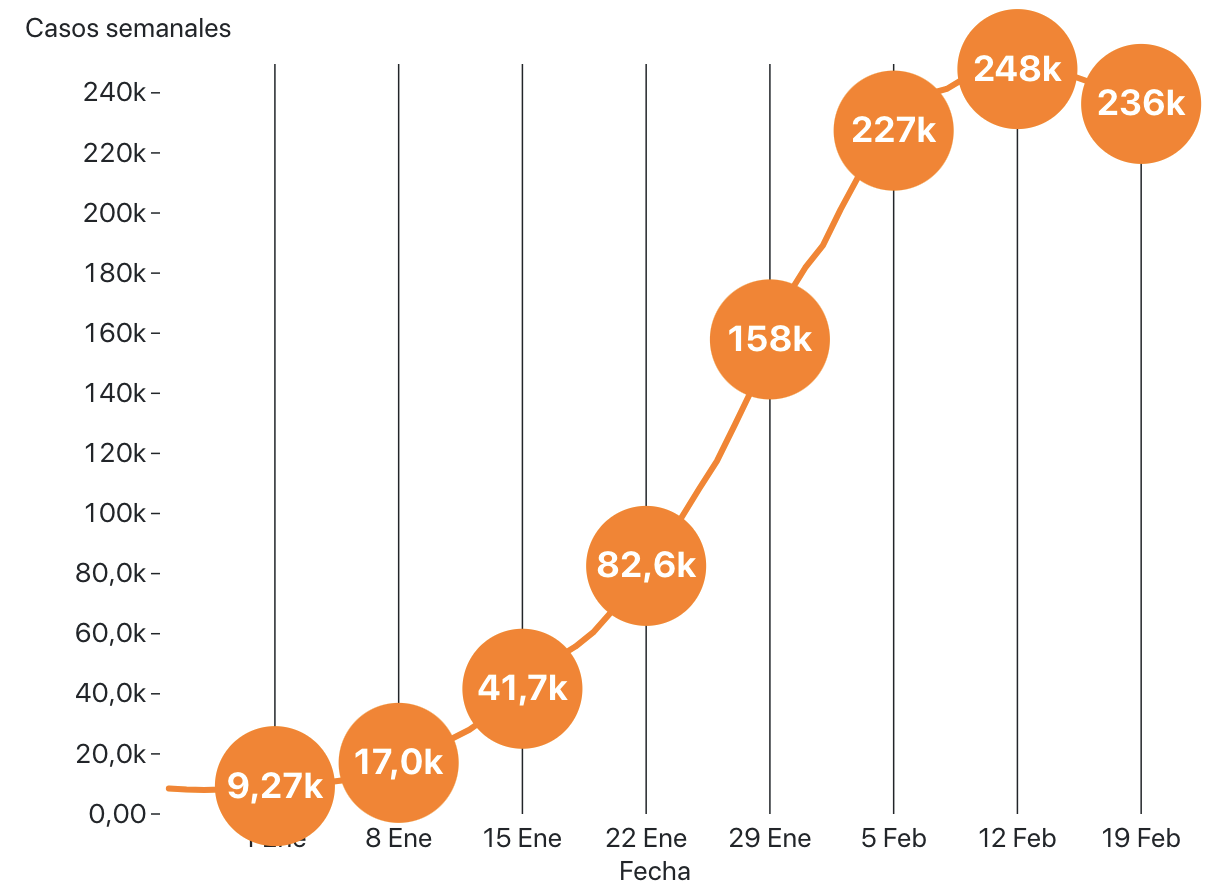 Casos semanales
240k
220k
200k
180k
160k
140k
120k
100k
80,0k
60,0k
40,0k
20,0k
0,00
9,27k
17,0k
41,7k
82,6k
158k
227k
248k
236k
1 Ene
8 Ene
15 Ene
22 Ene
29 Ene
5 Feb
12 Feb
19 Feb
Fecha